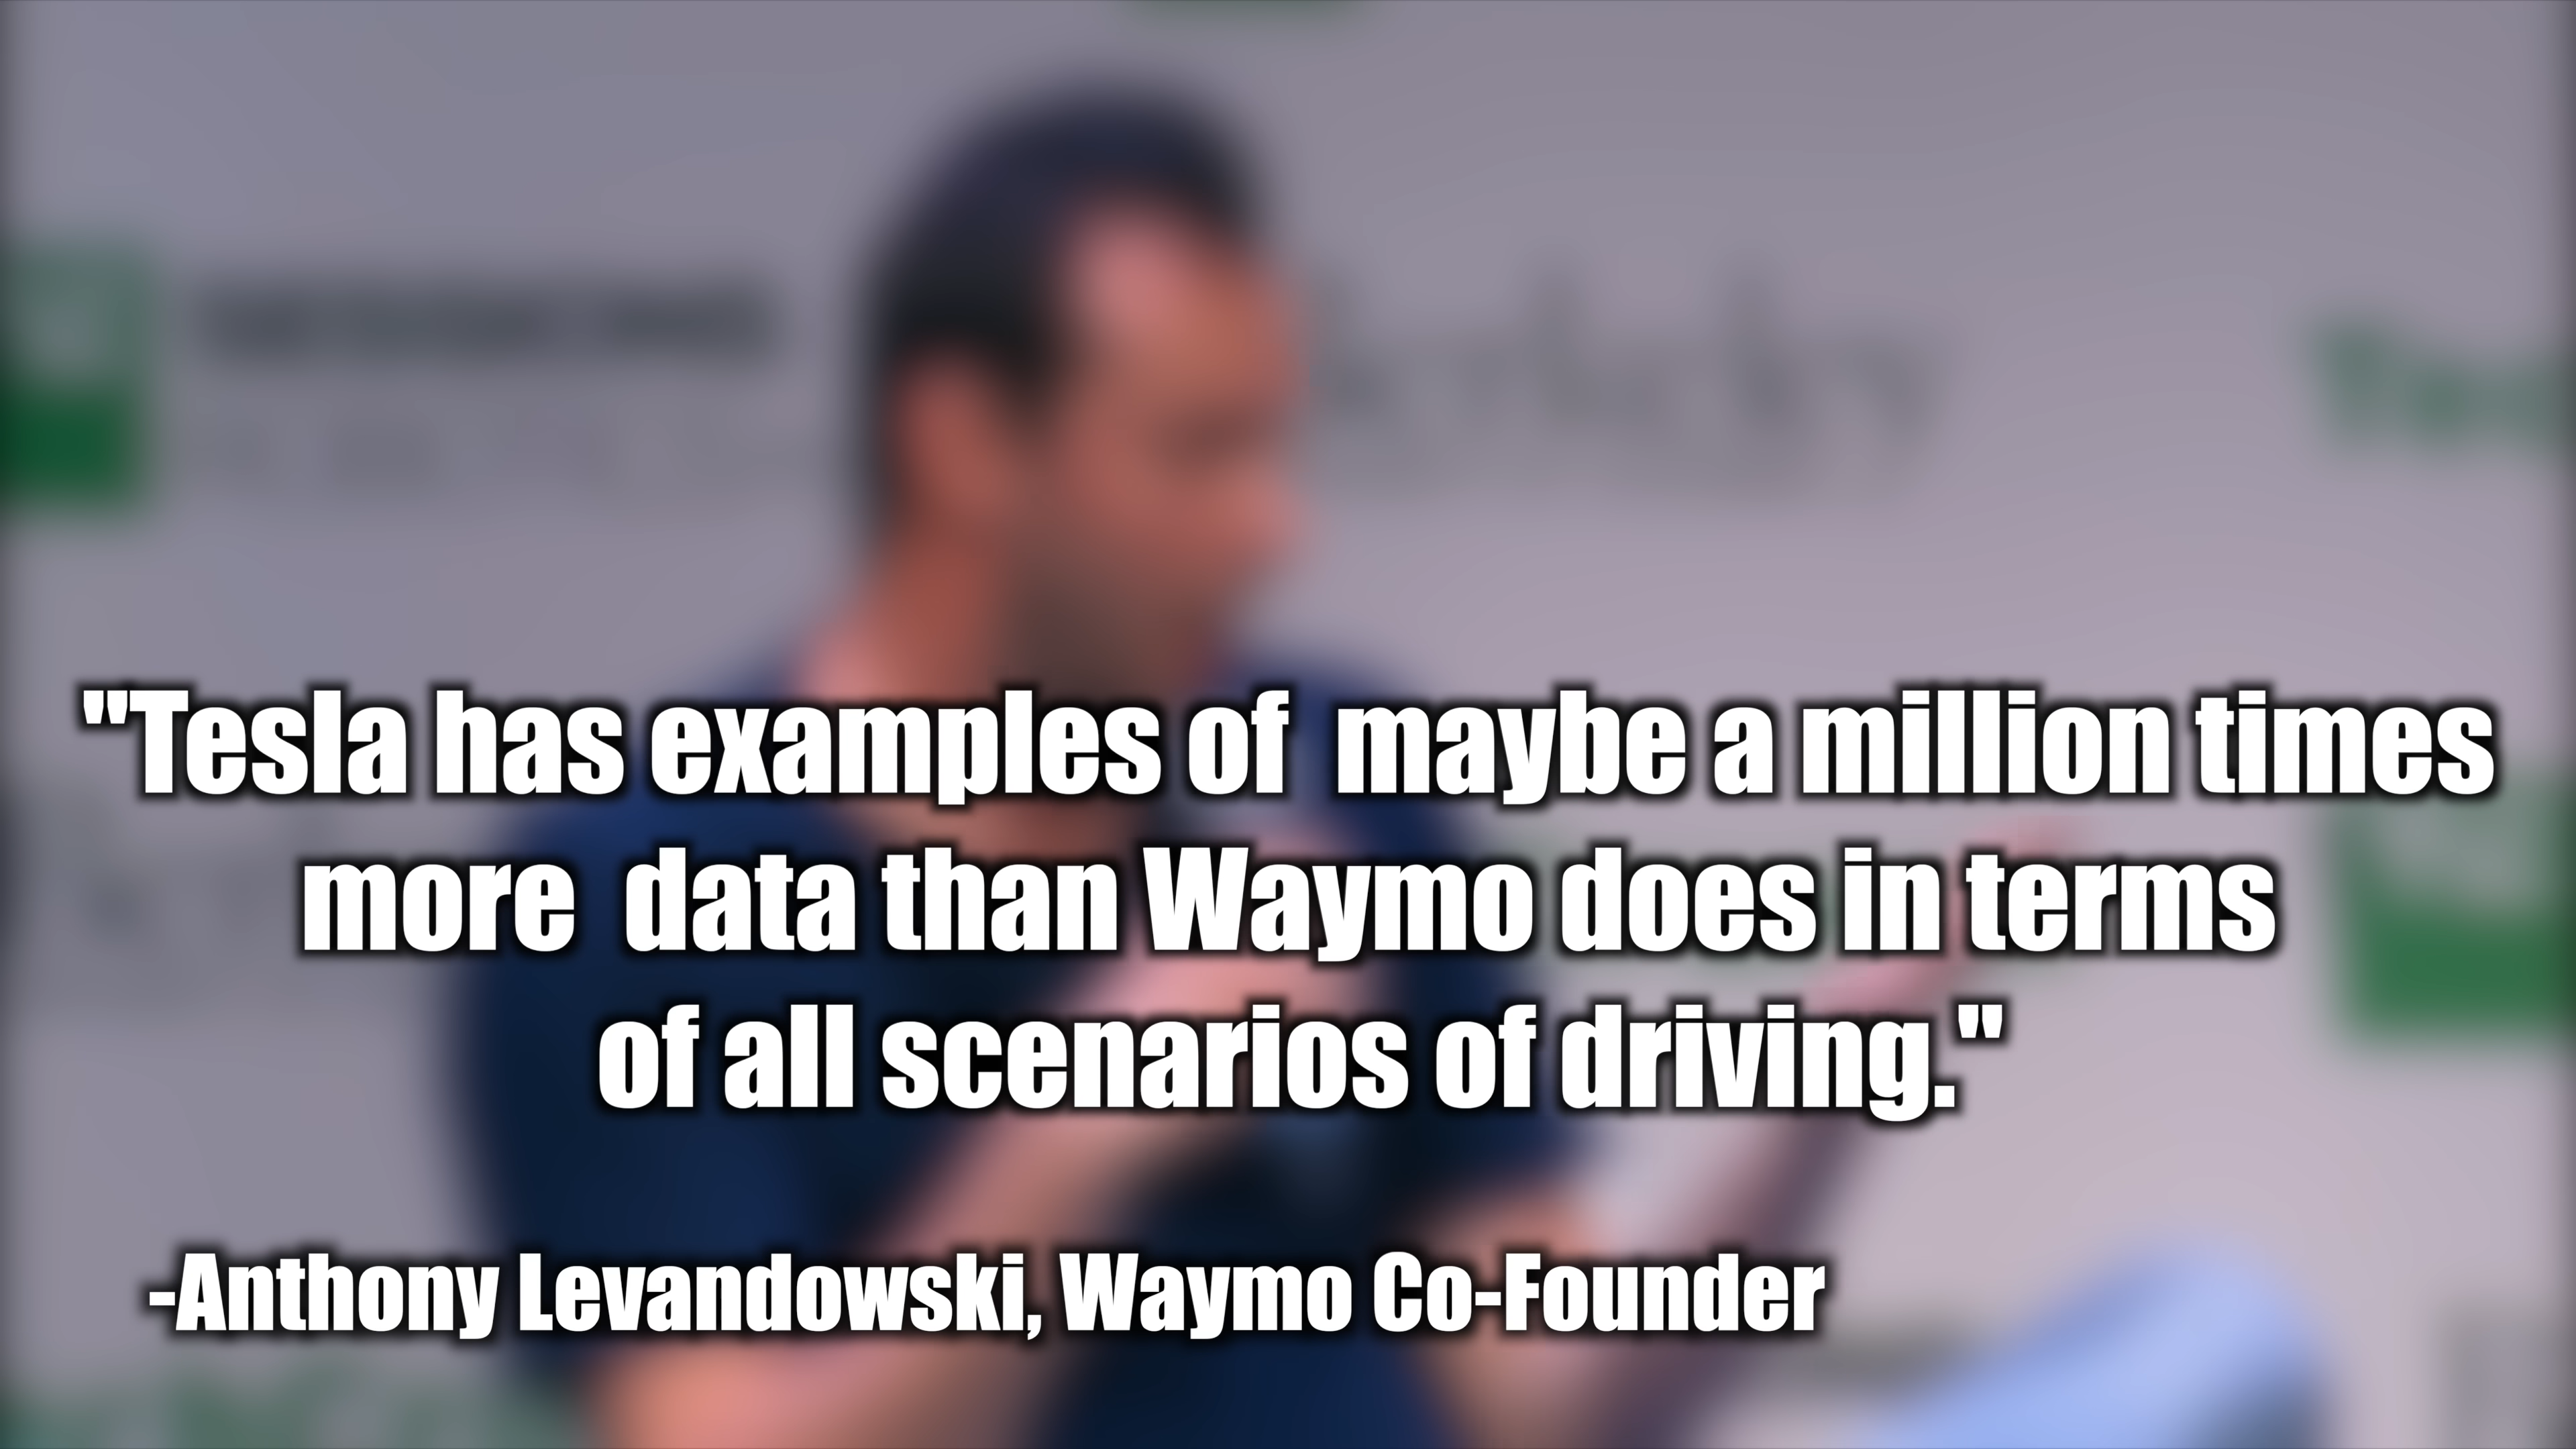 "Tesla has examples of  maybe a million times
more  data than Waymo does in terms
of all scenarios of driving."
-Anthony Levandowski, Waymo Co-Founder